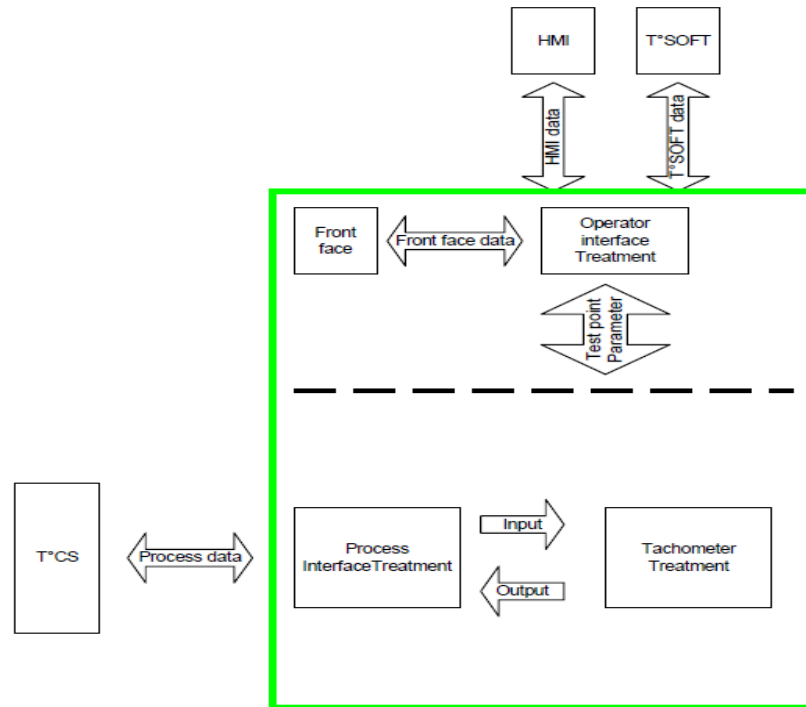 HMI
T°SOFT
HMI data
T°SOFT data
Front
face
Front face data
Operator
interface
Treatment
Test point
Parameter
T°CS
Process data
Process
InterfaceTreatment
Input
Output
Tachometer
Treatment